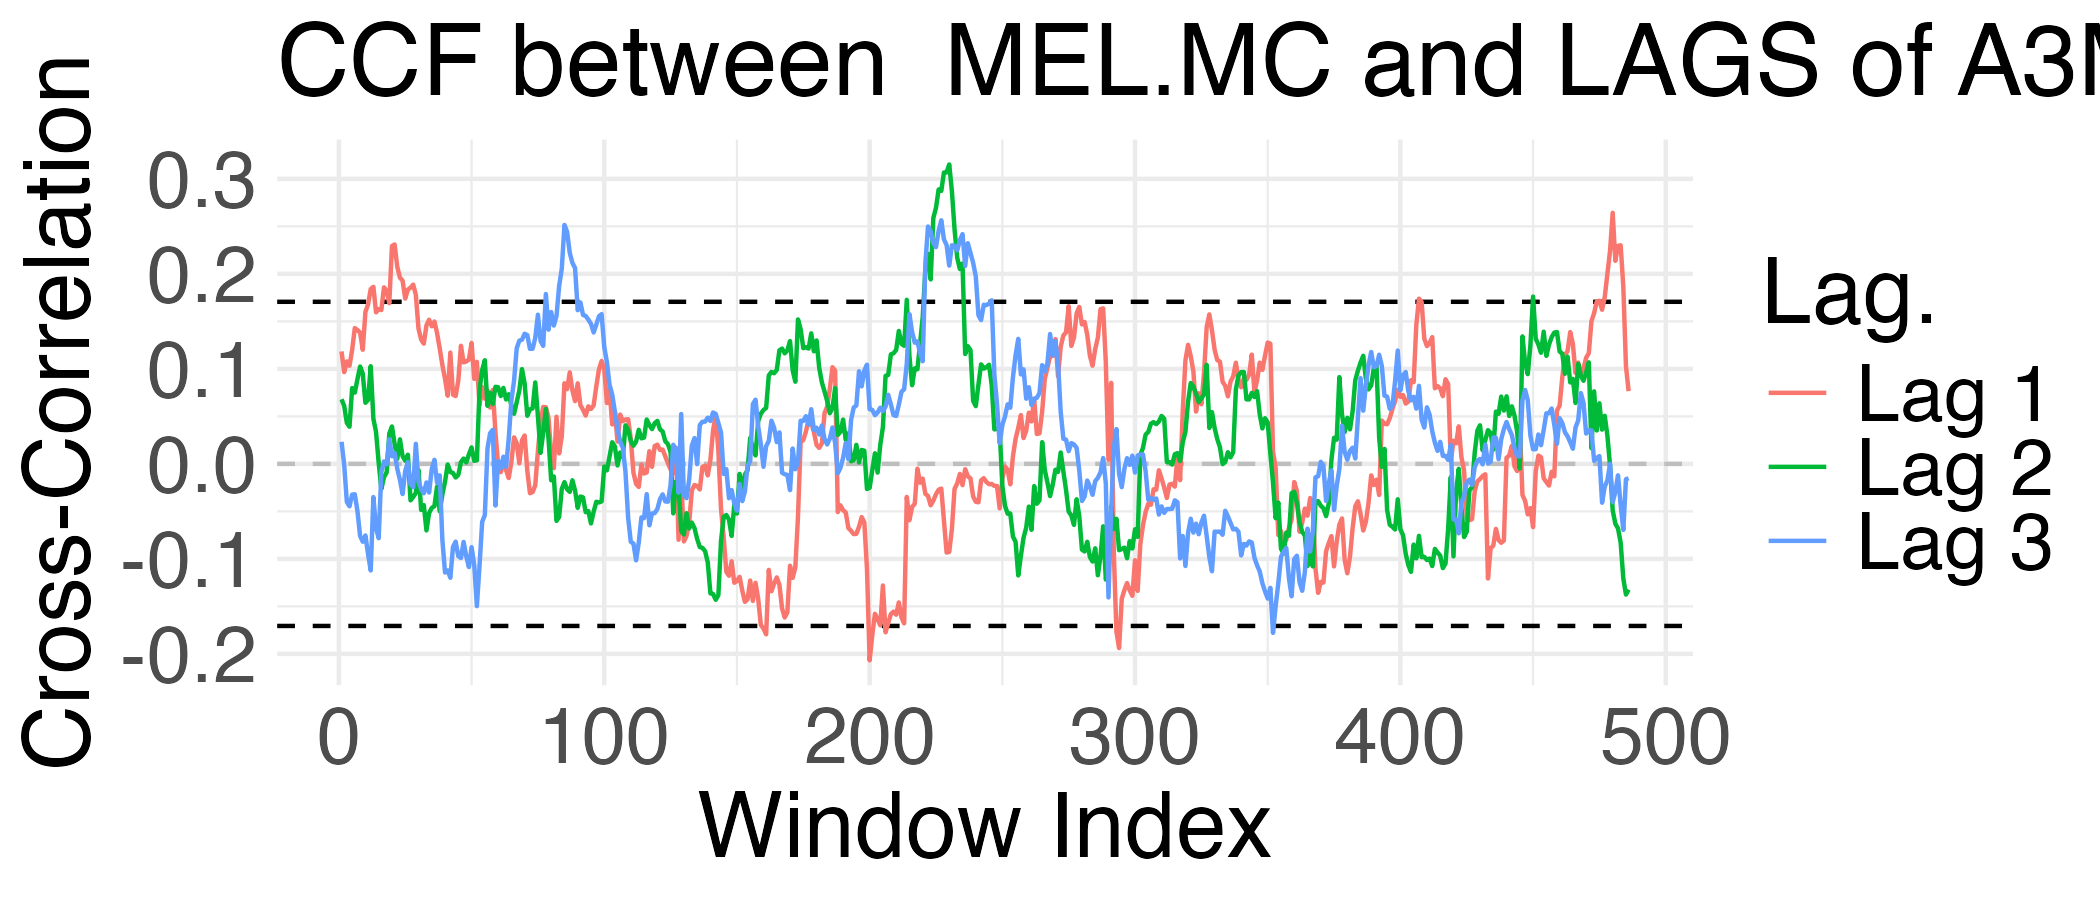 CCF between  MEL.MC and LAGS of A3
Cross-Correlation
0.3
0.2
0.1
0.0
-0.1
-0.2
0 100 200 300 400 500
Window Index
Lag.
Lag 1
Lag 2
Lag 3